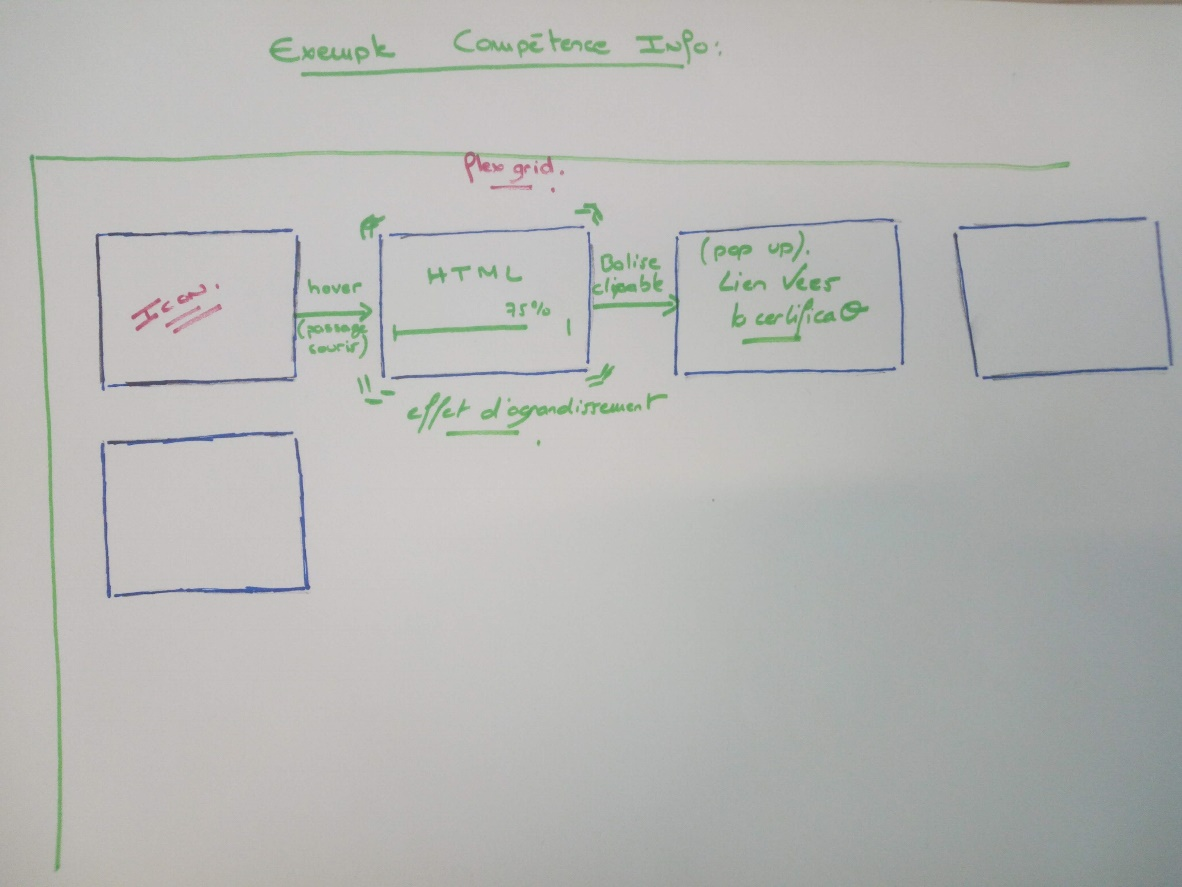 Exemple Compétence Info:
flex grid.
Icon.
hover
(passage
souris)
HTML
75%
effet d'agrandissement
Balise
cliquable
(pop up).
Lien Vers
certificat